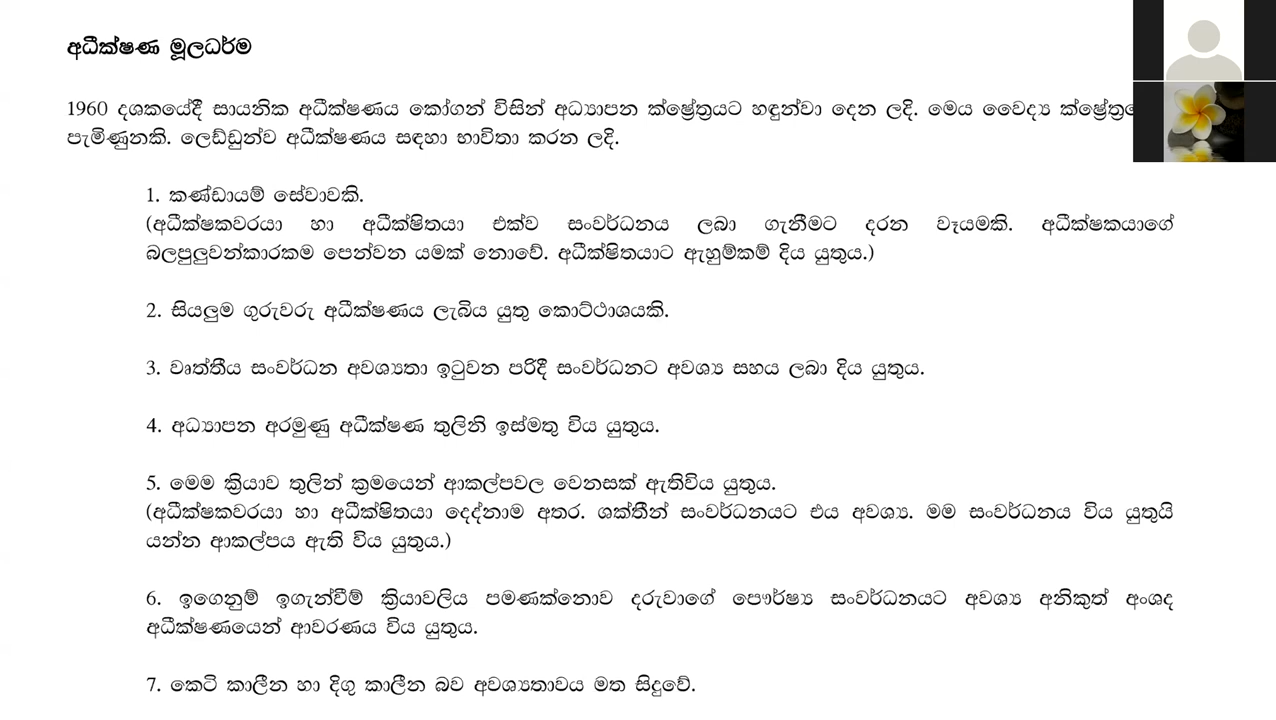 අධීක්ෂණ මූලධර්ම
1960 දශකයේදී සායනික අධීක්ෂණය කෝගන් විසින් අධ්‍යාපන ක්ෂේත්‍රයට හඳුන්වා දෙන ලදි. මෙය වෛද්‍ය
පැමිණුනකි. ලෙඩ්ඩුන්ව අධීක්ෂණය සඳහා භාවිතා කරන ලදි.
1. කණ්ඩායම් සේවාවකි.
(අධීක්ෂකවරයා හා අධීක්ෂිතයා එක්ව සංවර්ධනය ලබා ගැනීමට දරන වෑයමකි. අධීක්ෂකයාගේ
බලපුලුවන්කාරකම පෙන්වන යමක් නොවේ. අධීක්ෂිතයාට ඇහුම්කම් දිය යුතුය.)
2. සියලුම ගුරුවරු අධීක්ෂණය ලැබිය යුතු කොට්ඨාශයකි.
3. වෘත්තීය සංවර්ධන අවශ්‍යතා ඉටුවන පරිදී සංවර්ධනට අවශ්‍ය සහය ලබා දිය යුතුය.
4. අධ්‍යාපන අරමුණු අධීක්ෂණ තුලිනි ඉස්මතු විය යුතුය.
5. මෙම ක්‍රියාව තුලින් ක්‍රමයෙන් ආකල්පවල වෙනසක් ඇතිවිය යුතුය.
(අධීක්ෂකවරයා හා අධීක්ෂිතයා දෙද්නාම අතර. ශක්තීන් සංවර්ධනයට එය අවශ්‍ය. මම සංවර්ධනය විය යුතුයි
යන්න ආකල්පය ඇති විය යුතුය.)
6. ඉගෙනුම් ඉගැන්වීම් ක්‍රියාවලිය පමණක්නොව දරුවාගේ පෞර්ෂ්‍ය සංවර්ධනයට අවශ්‍ය අනිකුත් අංශද
අධීක්ෂණයෙන් ආවරණය විය යුතුය.
7. කෙටි කාලීන හා දිගු කාලීන බව අවශ්‍යතාවය මත සිදුවේ.